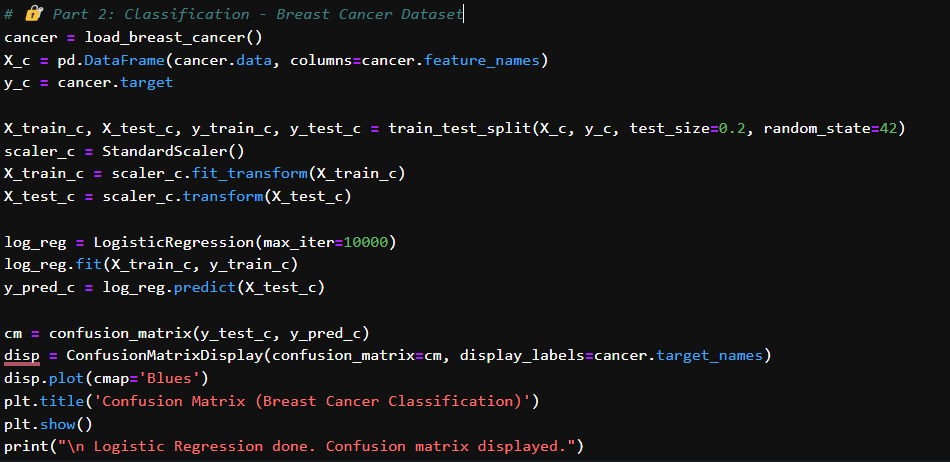 # 🔐 Part 2: Classification - Breast Cancer Dataset
cancer = load_breast_cancer()
X_c = pd.DataFrame(cancer.data, columns=cancer.feature_names)
y_c = cancer.target
X_train_c, X_test_c, y_train_c, y_test_c = train_test_split(X_c, y_c, test_size=0.2, random_state=42)
scaler_c = StandardScaler()
X_train_c = scaler_c.fit_transform(X_train_c)
X_test_c = scaler_c.transform(X_test_c)
log_reg = LogisticRegression(max_iter=10000)
log_reg.fit(X_train_c, y_train_c)
y_pred_c = log_reg.predict(X_test_c)
cm = confusion_matrix(y_test_c, y_pred_c)
disp = ConfusionMatrixDisplay(confusion_matrix=cm, display_labels=cancer.target_names)
disp.plot(cmap='Blues')
plt.title('Confusion Matrix (Breast Cancer Classification)')
plt.show()
print("\n Logistic Regression done. Confusion matrix displayed.")